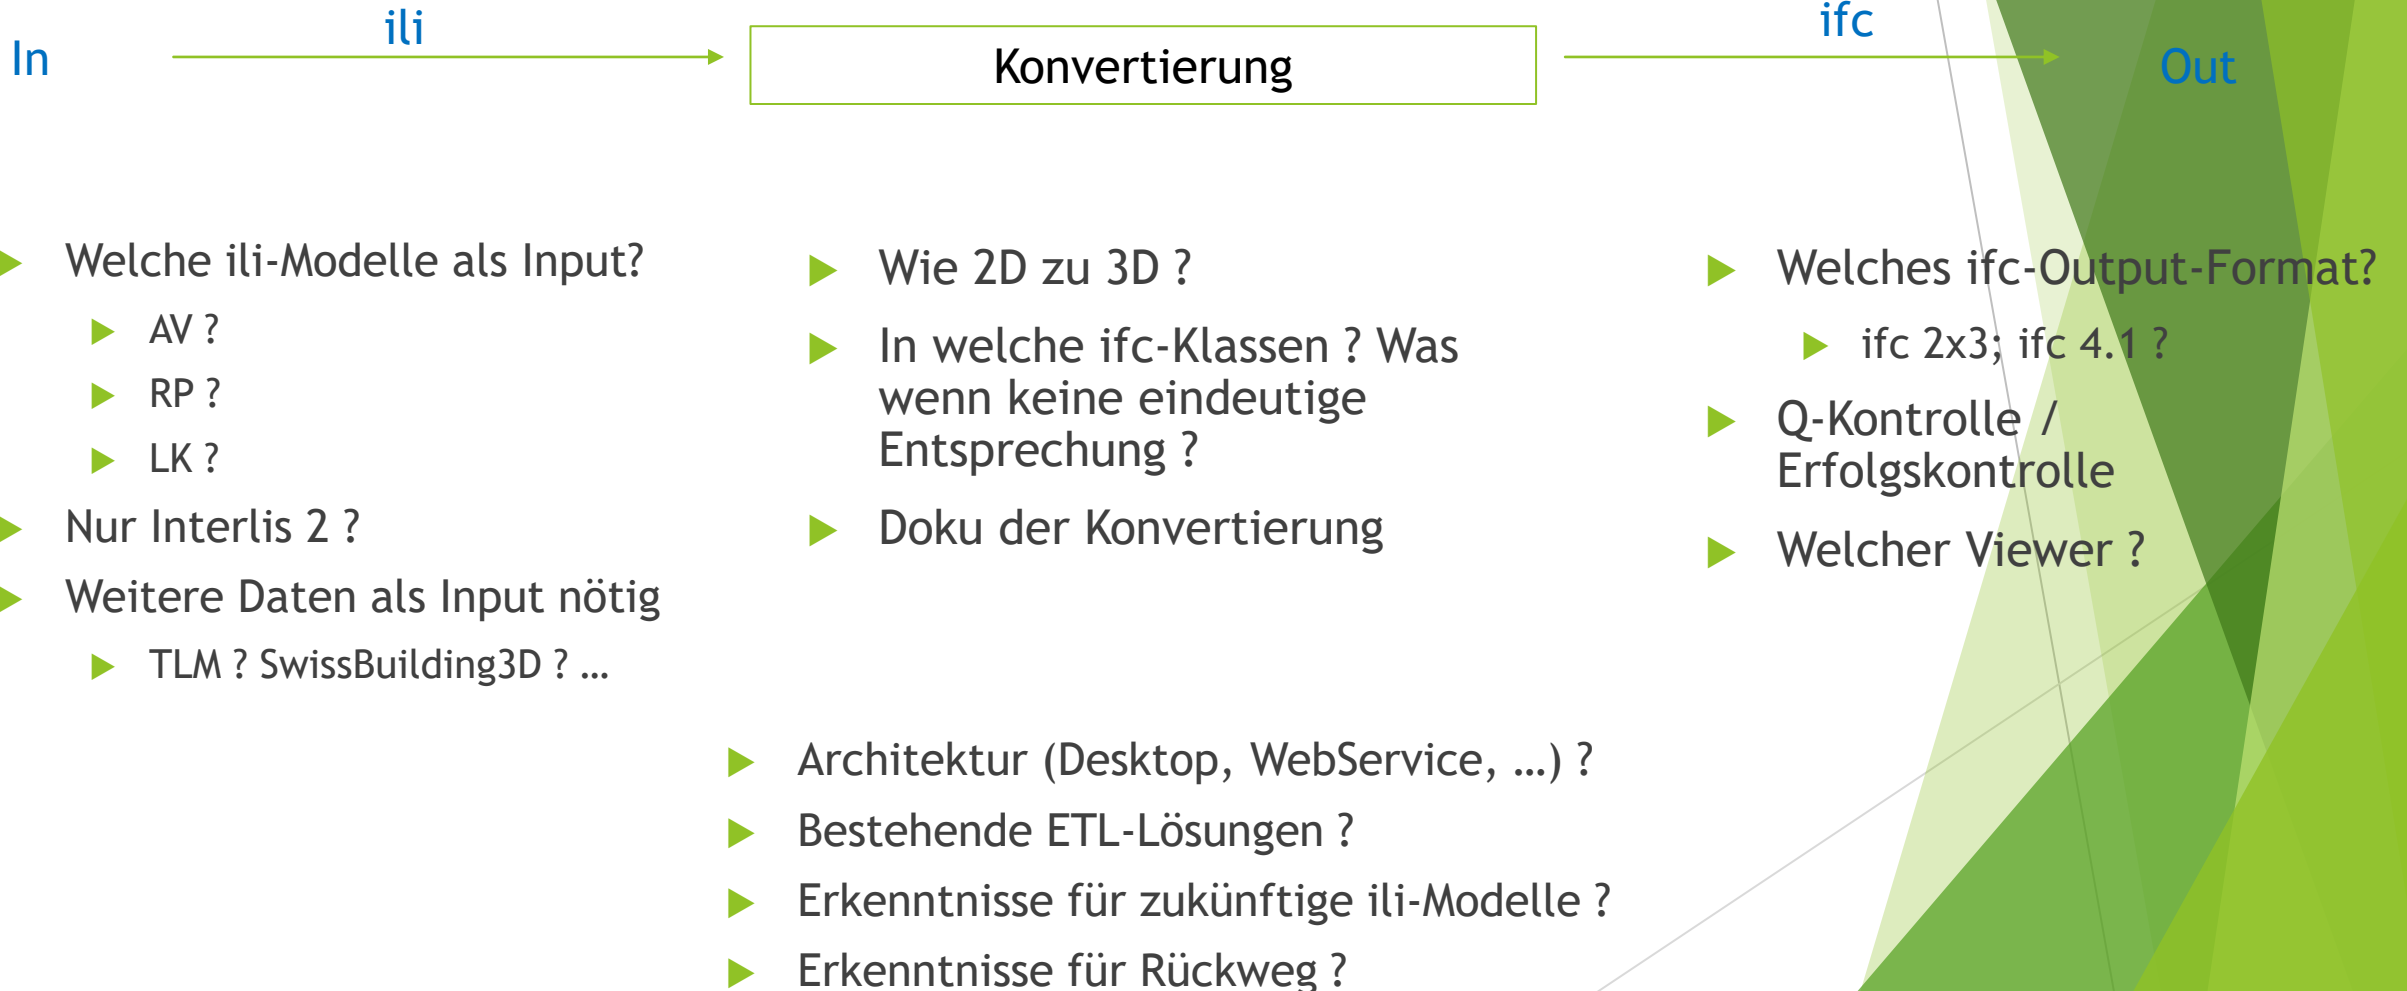 In
ili
Konvertierung
ifc
Out
Welche ili-Modelle als Input?
AV ?
RP ?
LK ?
Nur Interlis 2 ?
Weitere Daten als Input nötig
TLM ? SwissBuilding3D ? …
Wie 2D zu 3D ?
In welche ifc-Klassen ? Was
wenn keine eindeutige
Entsprechung ?
Doku der Konvertierung
Welches ifc-Output-Format?
ifc 2x3; ifc 4.1 ?
Q-Kontrolle /
Erfolgskontrolle
Welcher Viewer ?
Architektur (Desktop, WebService, …) ?
Bestehende ETL-Lösungen ?
Erkenntnisse für zukünftige ili-Modelle ?
Erkenntnisse für Rückweg ?